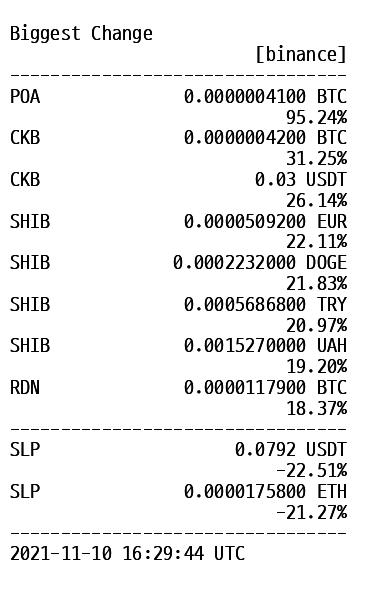 Biggest Change
[binance]
---------------------------------
POA 0.0000004100 BTC
95.24%
CKB 0.0000004200 BTC
31.25%
CKB 0.03 USDT
26.14%
SHIB 0.0000509200 EUR
22.11%
SHIB 0.0002232000 DOGE
21.83%
SHIB 0.0005686800 TRY
20.97%
SHIB 0.0015270000 UAH
19.20%
RDN 0.0000117900 BTC
18.37%
---------------------------------
SLP 0.0792 USDT
-22.51%
SLP 0.0000175800 ETH
-21.27%
---------------------------------
2021-11-10 16:29:44 UTC